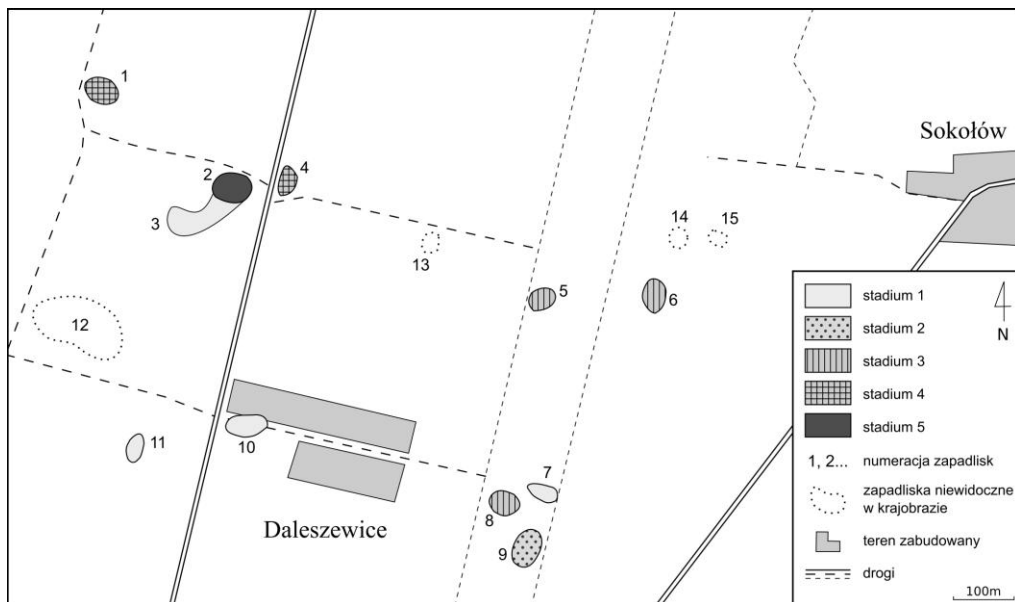 1
Sokołów
2
4
3
14
15
13
5
6
12
11
10
7
8
9
Daleszewice
stadium 1
N
stadium 2
stadium 3
stadium 4
stadium 5
1, 2... numeracja zapadlisk
zapadliska niewidoczne
w krajobrazie
teren zabudowany
drogi
100m